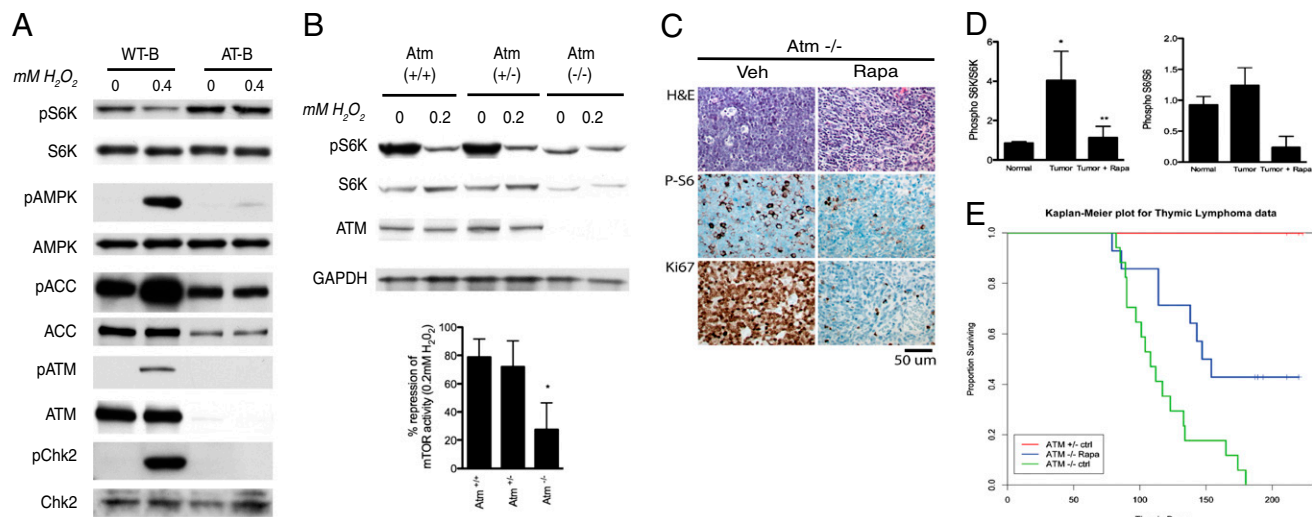 A
WT-B AT-B
mM H2O2 0 0.4 0 0.4
pS6K
S6K
pAMPK
AMPK
pACC
ACC
pATM
ATM
pChk2
Chk2
B
Atm Atm Atm
(+/+) (+/-) (-/-)
mM H2O2 0 0.2 0 0.2 0 0.2
pS6K
S6K
ATM
GAPDH
% repression of
mTOR activity (0.2mM H2O2)
100
80
60
40
20
0
*
Atm +/+ Atm +/- Atm -/-
C
Atm -/-
Veh Rapa
H&E
P-S6
Ki67
50 um
D
Phospho S6K/S6K
6
4
2
0
* **
Normal Tumor Tumor + Rapa
Phospho S6/S6
2.0
1.5
1.0
0.5
0.0
Normal Tumor Tumor + Rapa
E
Kaplan-Meier plot for Thymic Lymphoma data
Proportion Surviving
1.0
0.8
0.6
0.4
0.2
0.0
ATM +/- ctrl
ATM -/- Rapa
ATM -/- ctrl
0 50 100 150 200